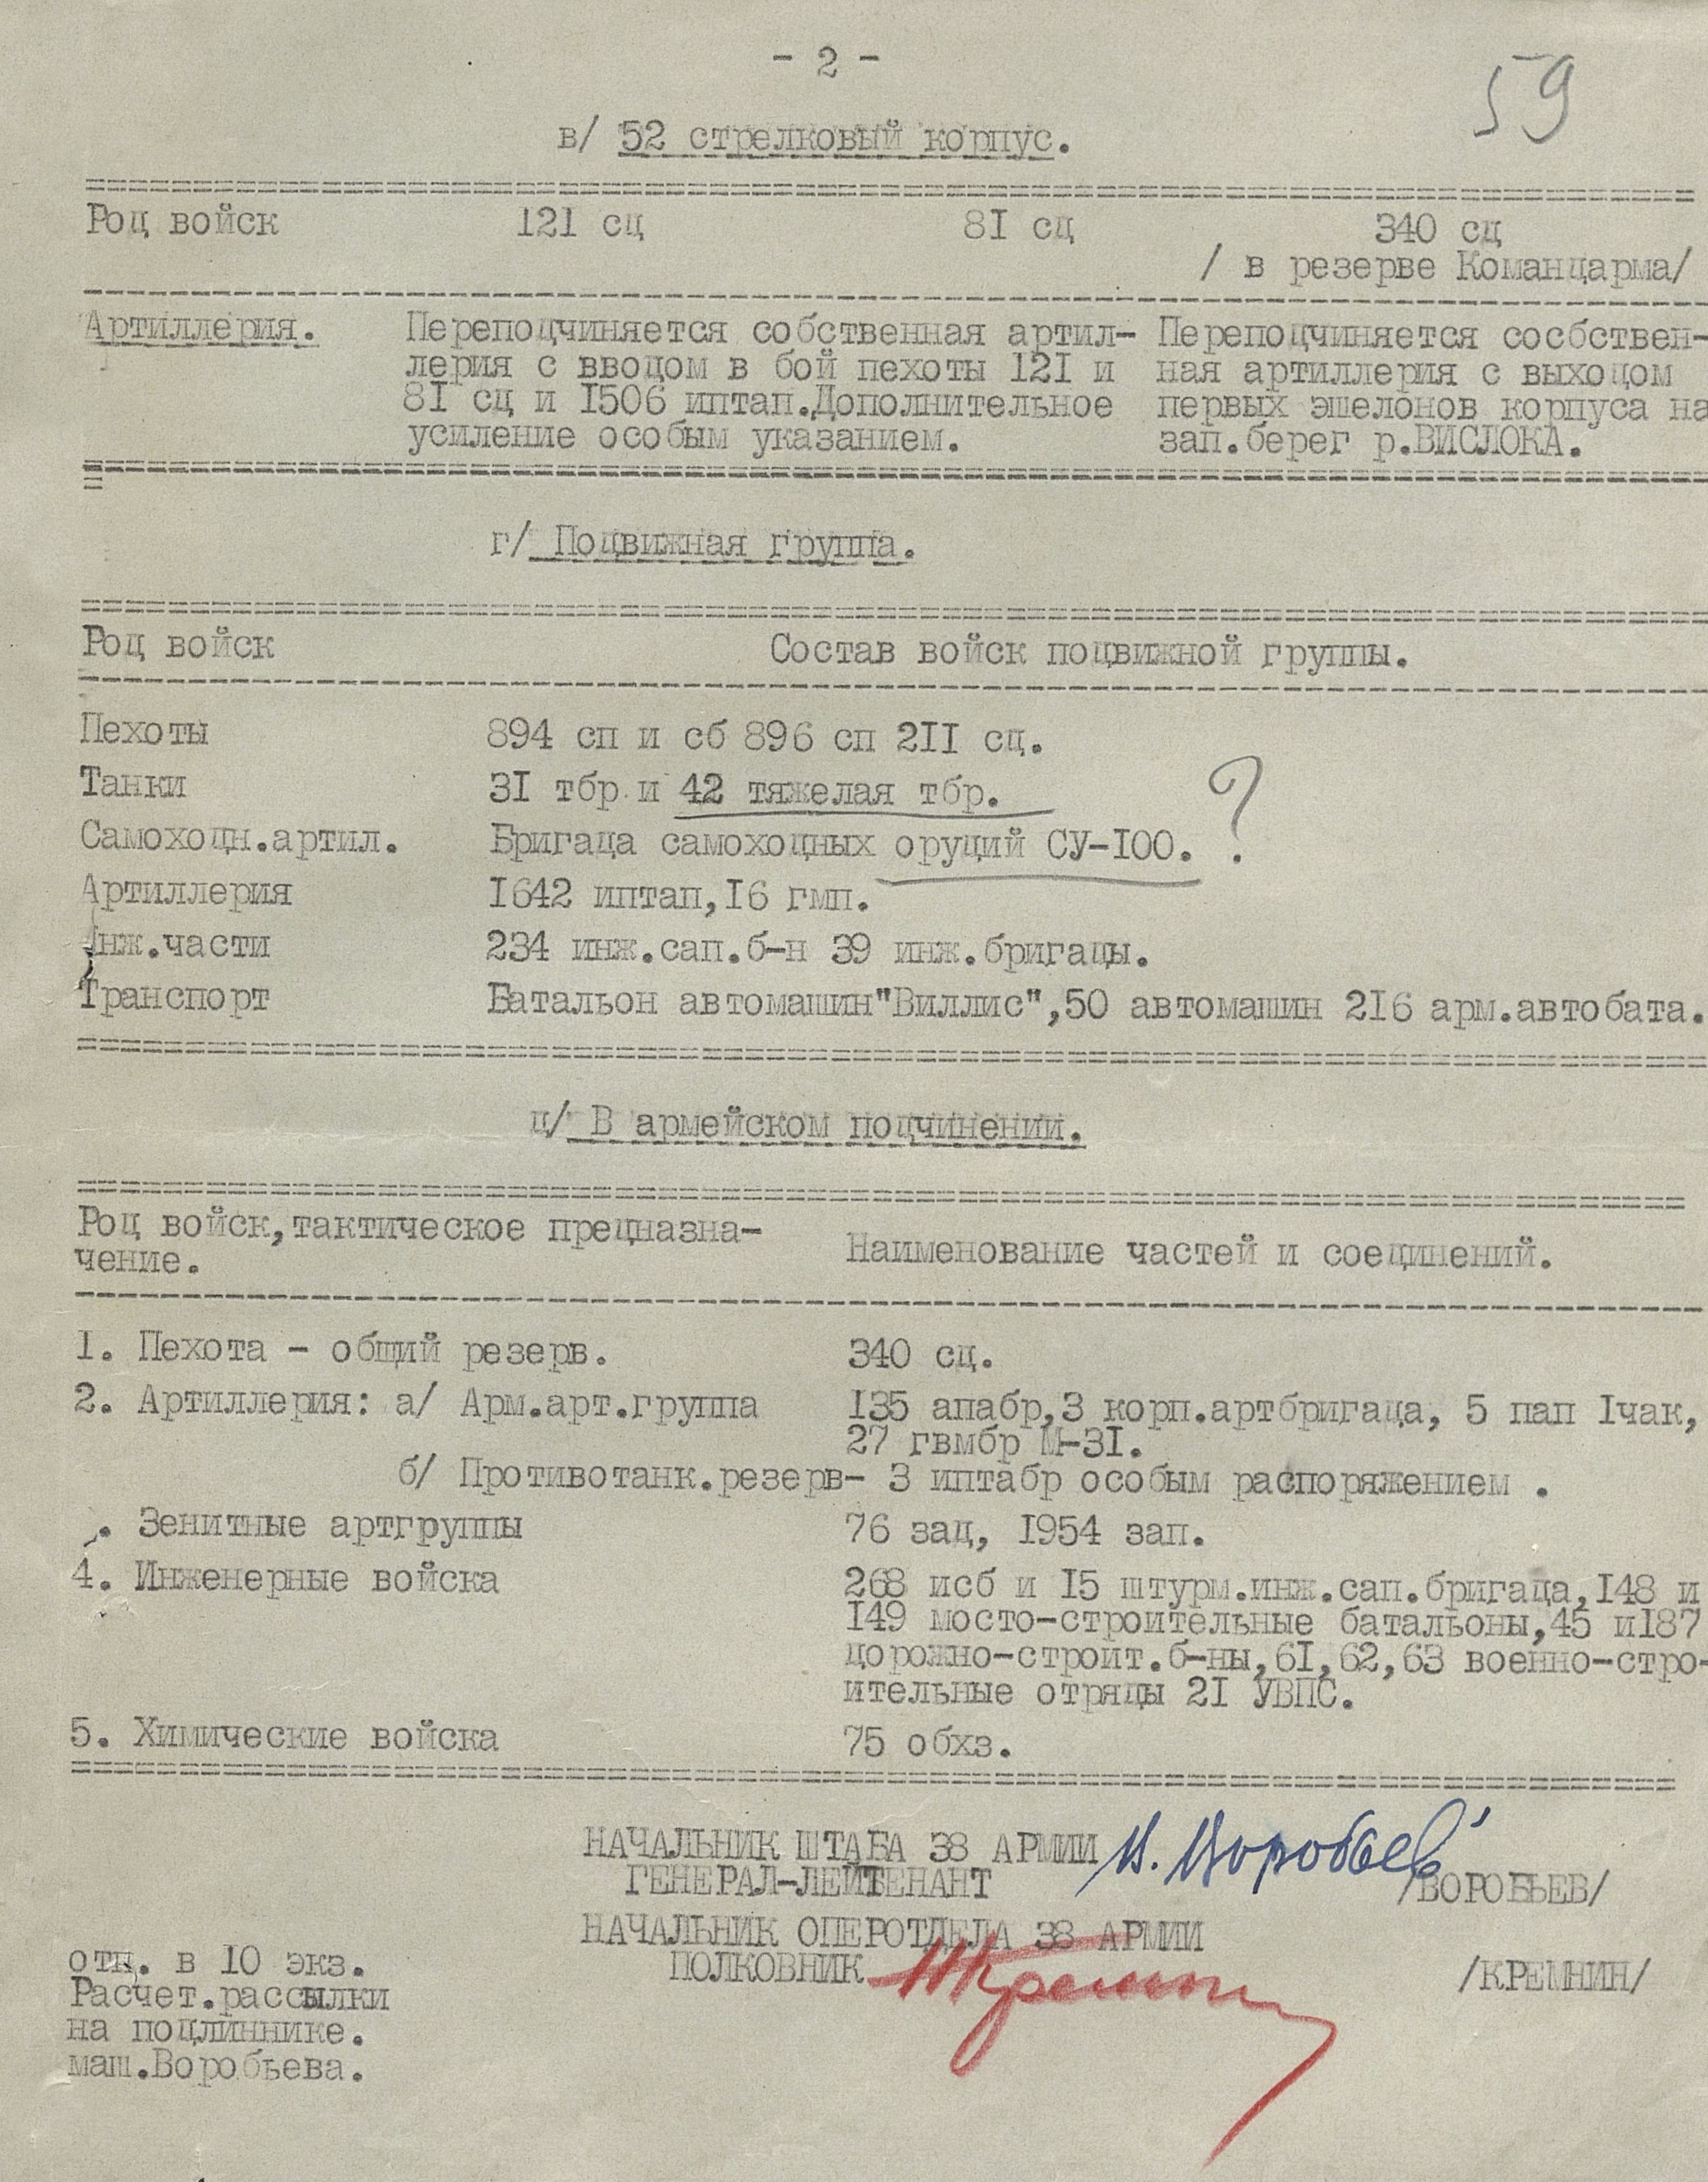 - 2 -
59
в/ 52 стрелковый корпус.
Род войск 121 сд 81 сд 340 сд
/ в резерве Командарма/
Артиллерия. Переподчиняется собственная артил- Переподчиняется сосбствен-
лерия с вводом в бой пехоты 121 и ная артиллерия с выходом
81 сд и 1506 иптап.Дополнительное первых эшелонов корпуса на
усиление особым указанием. зап.берег р.ВИСЛОКА.
г/ Подвижная группа.
Род войск Состав войск подвижной группы.
Пехоты 894 сп и сб 896 сп 211 сд.
Танки 31 тбр и 42 тяжелая тбр. ?
Самоходн.артил. Бригада самоходных орудий СУ-100.
Артиллерия 1642 иптап,16 гмп.
Инж.части 234 инж.сап.б-н 39 инж.бригады.
Транспорт Батальон автомашин"Виллис",50 автомашин 216 арм.автобата.
д/ В армейском подчинении.
Род войск,тактическое предназна-
чение. Наименование частей и соединений.
1. Пехота - общий резерв. 340 сд.
2. Артиллерия: а/ Арм.арт.группа 135 апабр,3 корп.артбригада, 5 пап 1чак,
27 гвмбр М-31.
б/ Противотанк.резерв- 3 иптабр особым распоряжением .
. Зенитные артгруппы 76 зад, 1954 зап.
4. Инженерные войска 268 исб и 15 штурм.инж.сап.бригада,148 и
149 мосто-строительные батальоны,45 и187
дорожно-строит.б-ны,61,62,63 военно-стро-
ительные отряды 21 УВПС.
5. Химические войска 75 обхз.
НАЧАЛЬНИК ШТАБА 38 АРМИИ В. Воробьев
ГЕНЕРАЛ-ЛЕЙТЕНАНТ /ВОРОБЬЕВ/
НАЧАЛЬНИК ОПЕРОТДЕЛА 38 АРМИИ
ПОЛКОВНИК Кремнин /КРЕМНИН/
отп. в 10 экз.
Расчет.рассылки
на подлиннике.
маш.Воробьева.